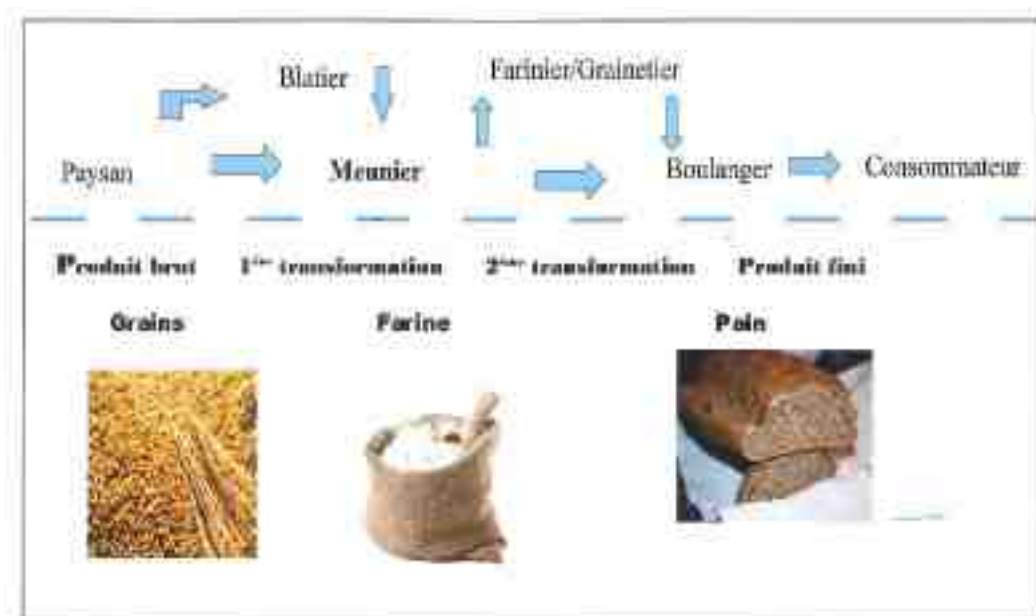 Blatier Farinier/Grainetier
Paysan Meunier Boulanger Consommateur
Produit brut 1ère transformation 2ème transformation Produit fini
Grains Farine Pain